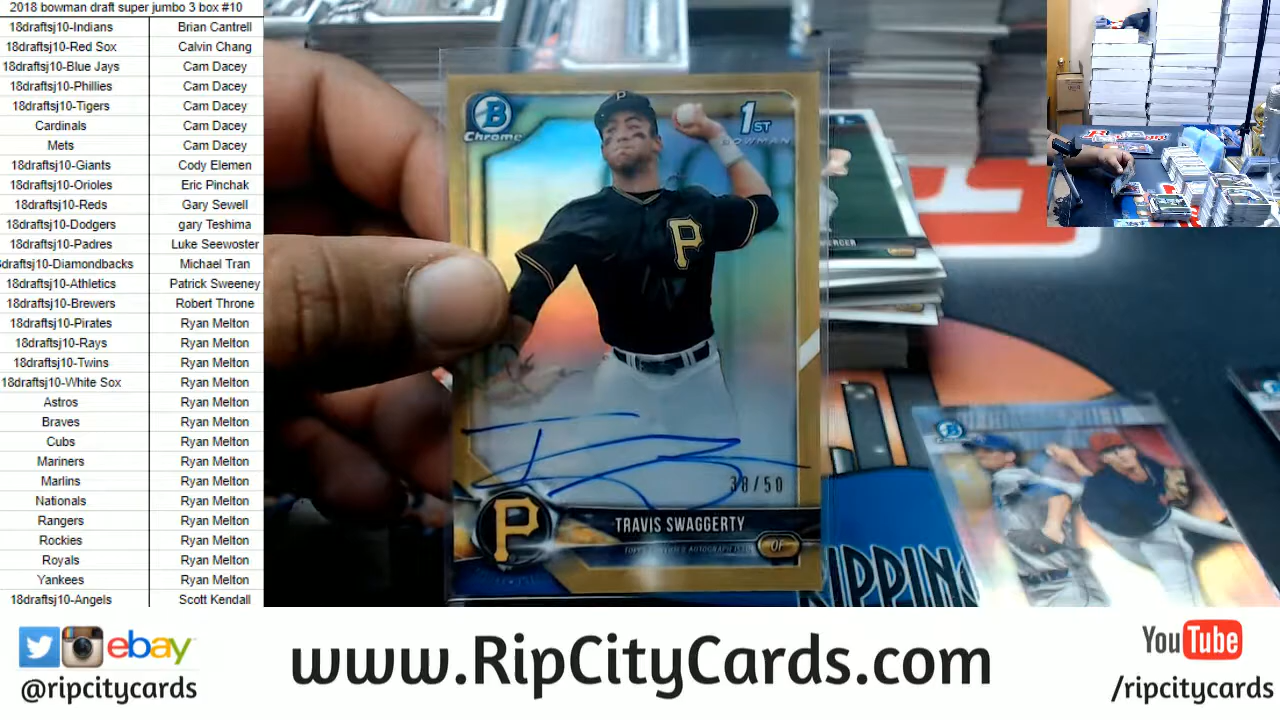 2018 bowman draft super jumbo 3 box #10
18draftsj10-Indians Brian Cantrell
18draftsj10-Red Sox Calvin Chang
18draftsj10-Blue Jays Cam Dacey
18draftsj10-Phillies Cam Dacey
18draftsj10-Tigers Cam Dacey
Cardinals Cam Dacey
Mets Cam Dacey
18draftsj10-Giants Cody Elemen
18draftsj10-Orioles Eric Pinchak
18draftsj10-Reds Gary Sewell
18draftsj10-Dodgers gary Teshima
18draftsj10-Padres Luke Seewoster
draftsj10-Diamondbacks Michael Tran
18draftsj10-Athletics Patrick Sweeney
18draftsj10-Brewers Robert Throne
18draftsj10-Pirates Ryan Melton
18draftsj10-Rays Ryan Melton
18draftsj10-Twins Ryan Melton
18draftsj10-White Sox Ryan Melton
Astros Ryan Melton
Braves Ryan Melton
Cubs Ryan Melton
Mariners Ryan Melton
Marlins Ryan Melton
Nationals Ryan Melton
Rangers Ryan Melton
Rockies Ryan Melton
Royals Ryan Melton
Yankees Ryan Melton
18draftsj10-Angels Scott Kendall
B
Chrome
1ST
BOWMAN
P
P
38/50
P
TRAVIS SWAGGERTY
OF
RIPPING
ebay
@ripcitycards
www.RipCityCards.com
YouTube
/ripcitycards